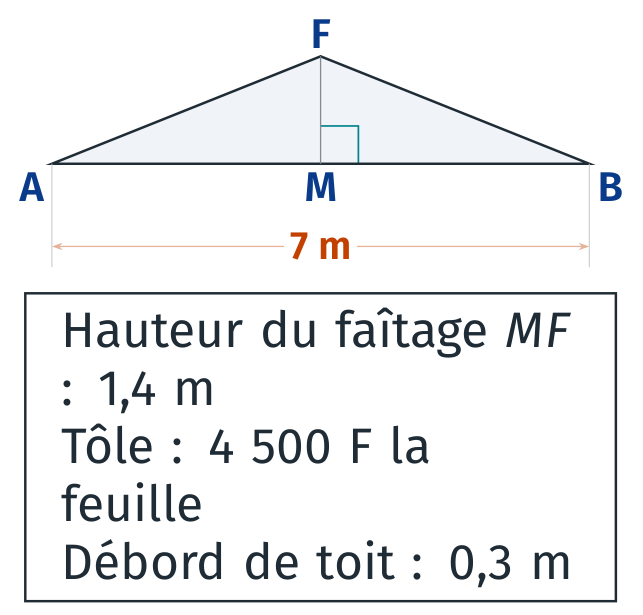 F
A M B
7 m
Hauteur du faîtage MF
: 1,4 m
Tôle : 4 500 F la
feuille
Débord de toit : 0,3 m